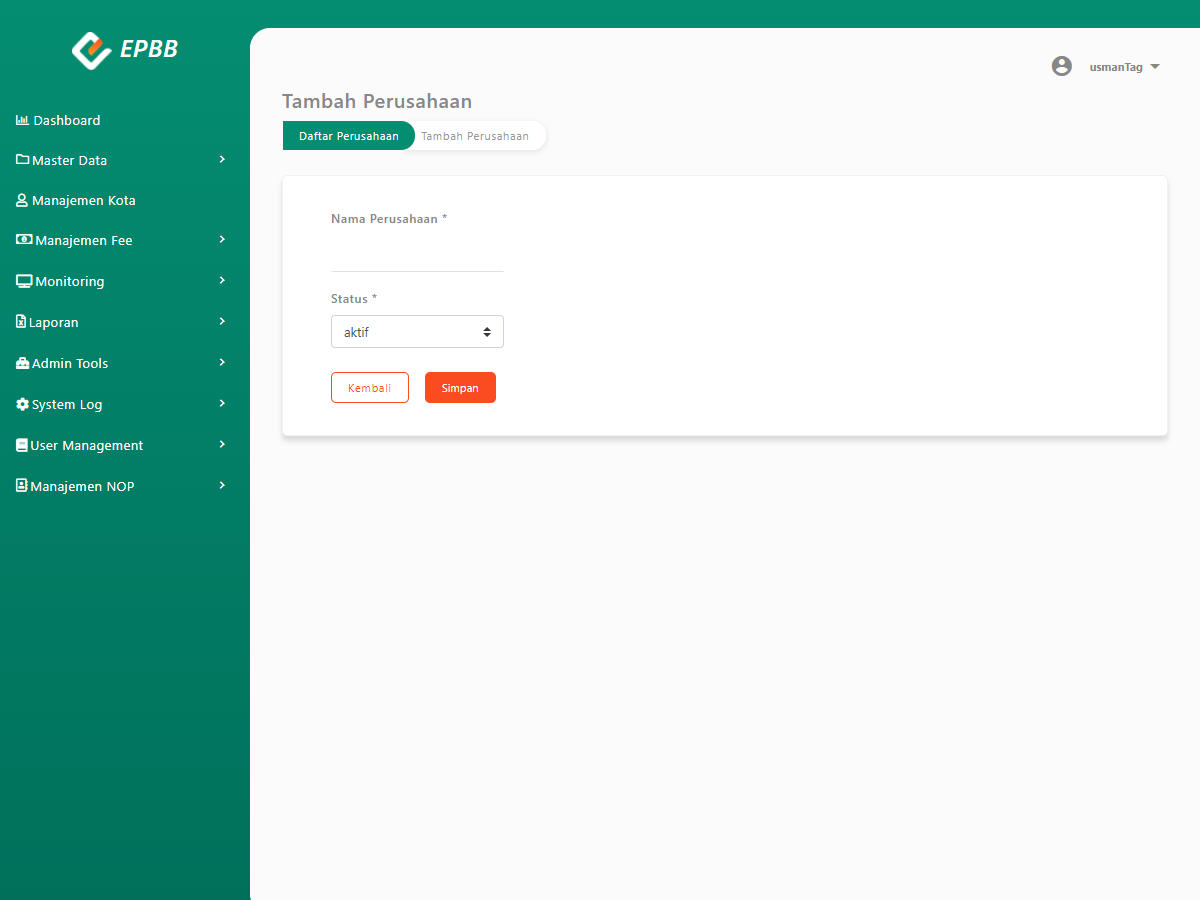 EPBB
usmanTag
Dashboard
Master Data
Manajemen Kota
Manajemen Fee
Monitoring
Laporan
Admin Tools
System Log
User Management
Manajemen NOP
Tambah Perusahaan
Daftar Perusahaan Tambah Perusahaan
Nama Perusahaan *
Status *
aktif
Kembali Simpan